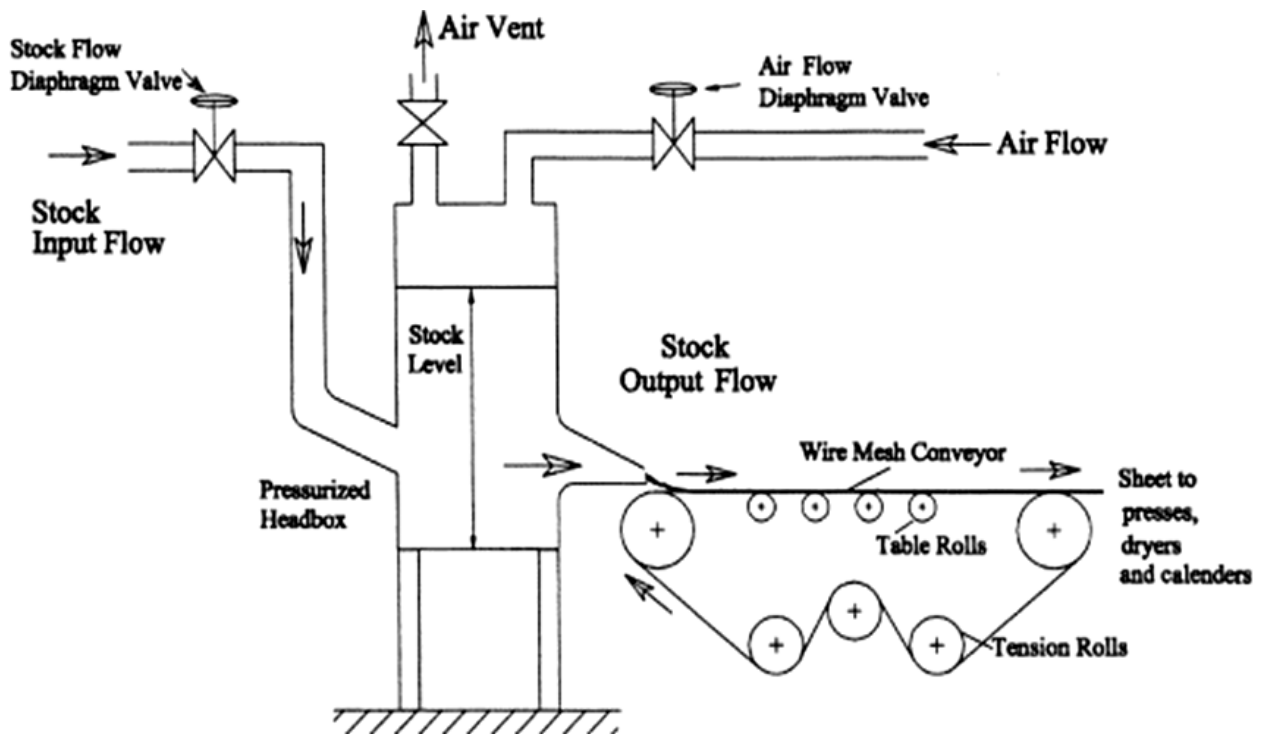 Stock Flow
Diaphragm Valve
Air Vent
Air Flow
Diaphragm Valve
Air Flow
Stock
Input Flow
Stock
Level
Stock
Output Flow
Pressurized
Headbox
Wire Mesh Conveyor
Table Rolls
Sheet to
presses,
dryers
and calenders
Tension Rolls